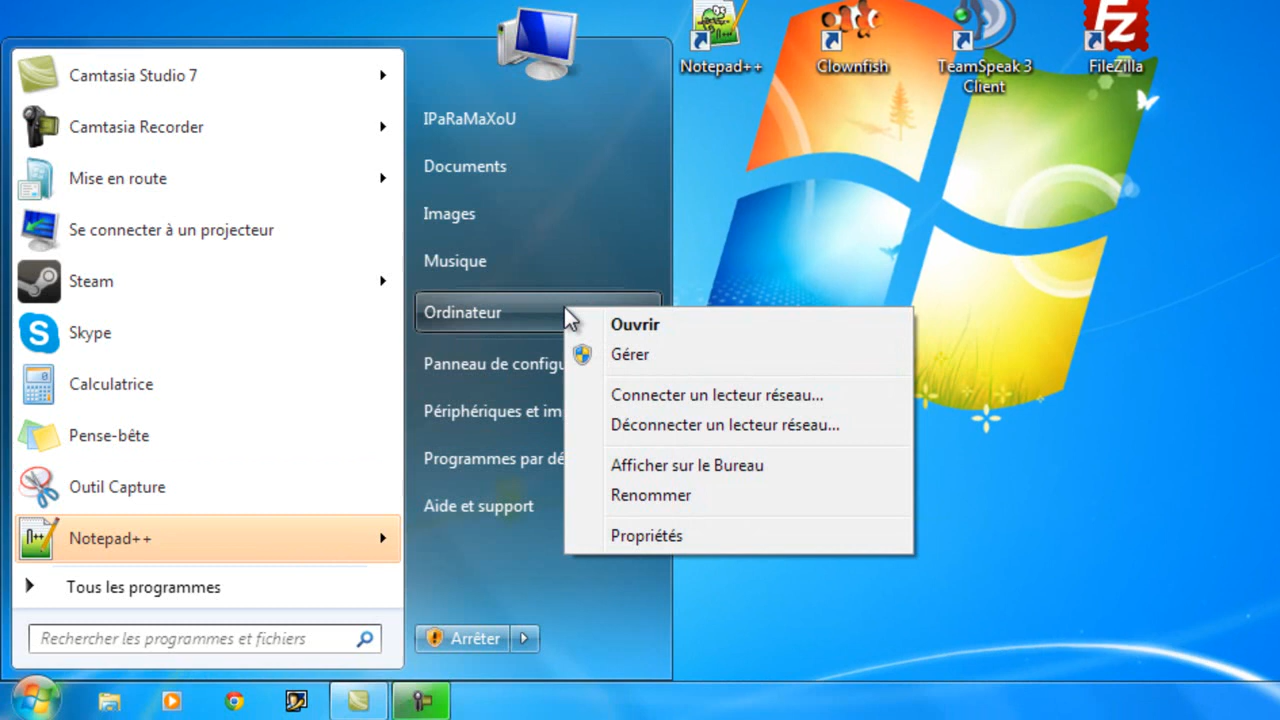 Camtasia Studio 7
Camtasia Recorder
Mise en route
Se connecter à un projecteur
Steam
Skype
Calculatrice
Pense-bête
Outil Capture
Notepad++
Tous les programmes
Rechercher les programmes et fichiers
IPaRaMaXoU
Documents
Images
Musique
Ordinateur
Panneau de configu
Périphériques et im
Programmes par dé
Aide et support
Arrêter
Ouvrir
Gérer
Connecter un lecteur réseau...
Déconnecter un lecteur réseau...
Afficher sur le Bureau
Renommer
Propriétés
Notepad++
Clownfish
TeamSpeak 3
Client
FileZilla